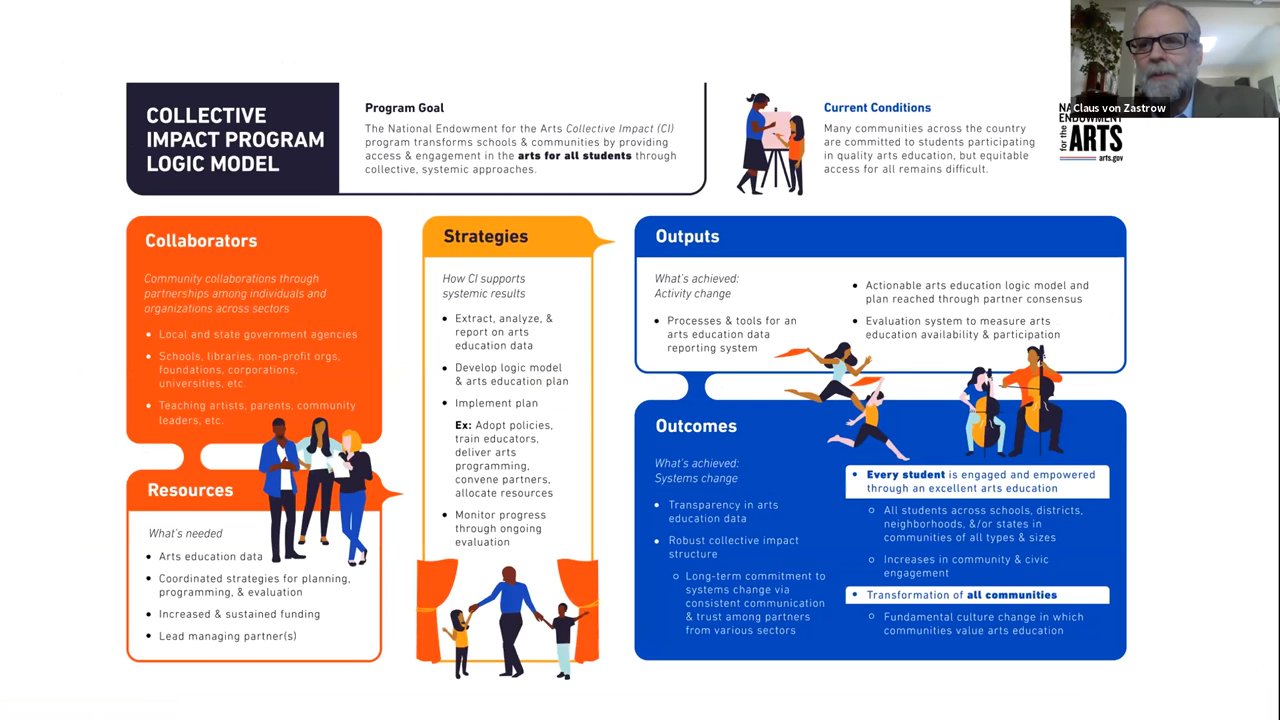 COLLECTIVE
IMPACT PROGRAM
LOGIC MODEL
Program Goal
The National Endowment for the Arts Collective Impact (CI)
program transforms schools & communities by providing
access & engagement in the arts for all students through
collective, systemic approaches.
Current Conditions
Many communities across the country
are committed to students participating
in quality arts education, but equitable
access for all remains difficult.
Claus von Zastrow
ENDOWMENT
for the ARTS
arts.gov
Collaborators
Community collaborations through
partnerships among individuals and
organizations across sectors
• Local and state government agencies
• Schools, libraries, non-profit orgs,
foundations, corporations,
universities, etc.
• Teaching artists, parents, community
leaders, etc.
Resources
What's needed
• Arts education data
• Coordinated strategies for planning,
programming, & evaluation
• Increased & sustained funding
• Lead managing partner(s)
Strategies
How CI supports
systemic results
• Extract, analyze, &
report on arts
education data
• Develop logic model
& arts education plan
• Implement plan
Ex: Adopt policies,
train educators,
deliver arts
programming,
convene partners,
allocate resources
• Monitor progress
through ongoing
evaluation
Outputs
What's achieved:
Activity change
• Processes & tools for an
arts education data
reporting system
• Actionable arts education logic model and
plan reached through partner consensus
• Evaluation system to measure arts
education availability & participation
Outcomes
What's achieved:
Systems change
• Transparency in arts
education data
• Robust collective impact
structure
○ Long-term commitment to
systems change via
consistent communication
& trust among partners
from various sectors
• Every student is engaged and empowered
through an excellent arts education
○ All students across schools, districts,
neighborhoods, &/or states in
communities of all types & sizes
○ Increases in community & civic
engagement
• Transformation of all communities
○ Fundamental culture change in which
communities value arts education